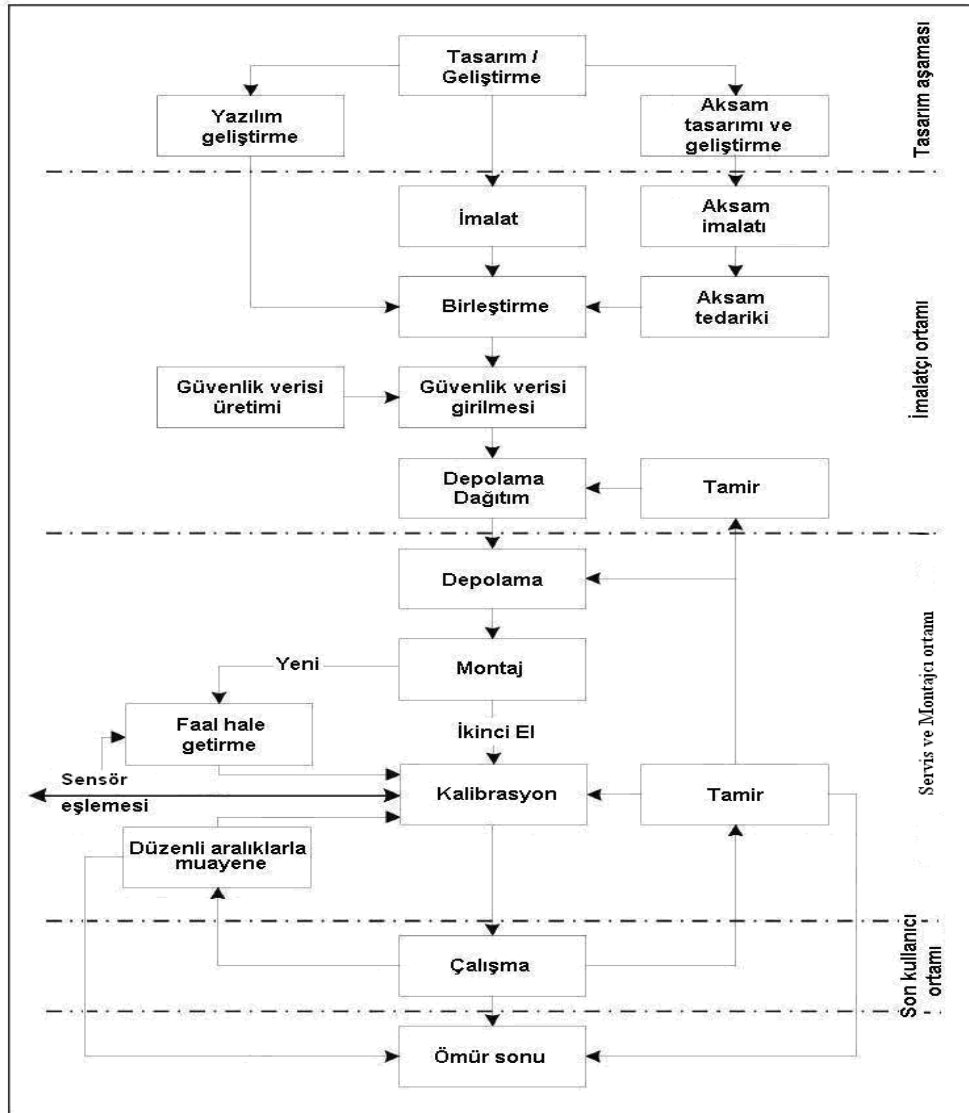 Tasarım /
Geliştirme
Yazılım
geliştirme
Aksam
tasarımı ve
geliştirme
Tasarım aşaması
İmalat
Aksam
imalatı
Birleştirme
Aksam
tedariki
İmalatçı ortamı
Güvenlik verisi
üretimi
Güvenlik verisi
girilmesi
Depolama
Dağıtım
Tamir
Depolama
Montaj
Yeni
Faal hale
getirme
İkinci El
Servis ve Montajcı ortamı
Sensör
eşlemesi
Kalibrasyon
Tamir
Düzenli aralıklarla
muayene
Çalışma
Son kullanıcı
ortamı
Ömür sonu